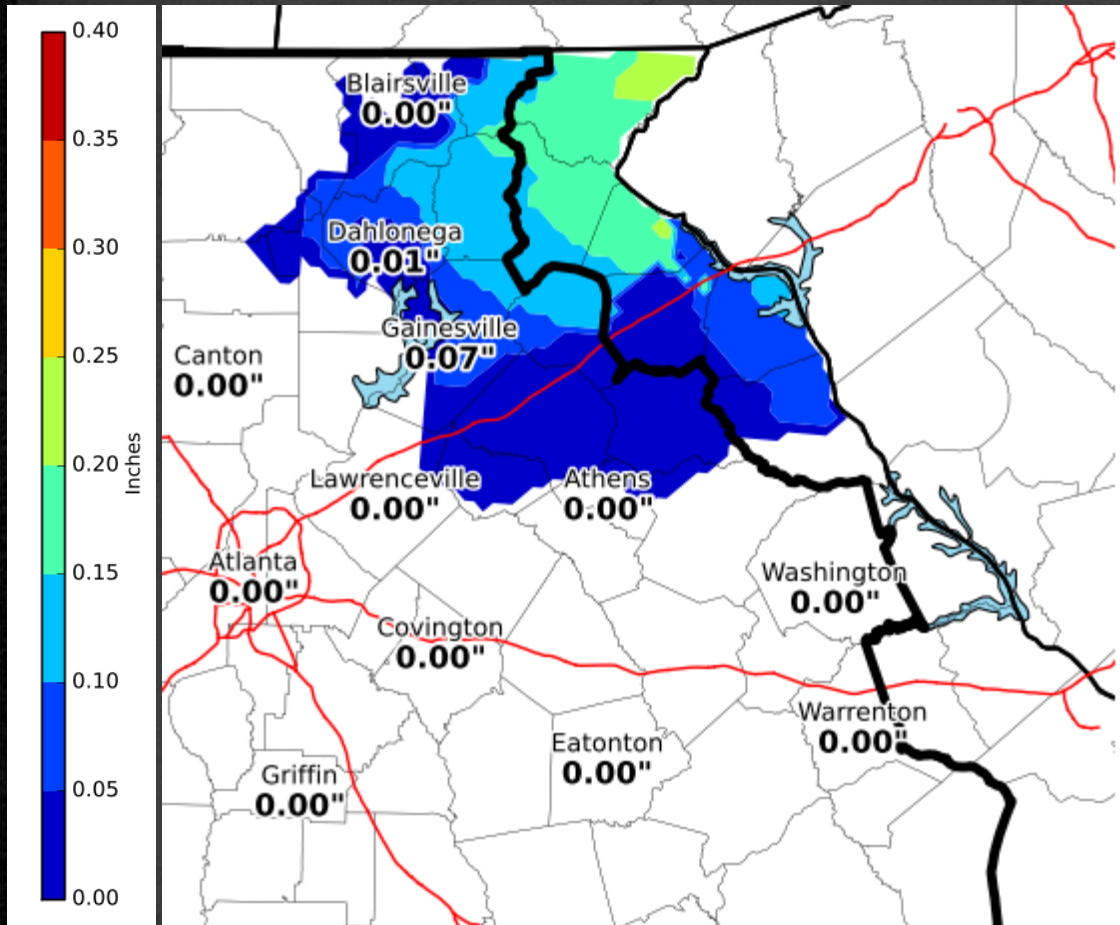 0.40
0.35
0.30
0.25
0.20
0.15
0.10
0.05
0.00
Inches
Blairsville
0.00"
Dahlonega
0.01"
Gainesville
0.07"
Canton
0.00"
Lawrenceville
0.00"
Athens
0.00"
Atlanta
0.00"
Washington
0.00"
Covington
0.00"
Warrenton
0.00"
Eatonton
0.00"
Griffin
0.00"